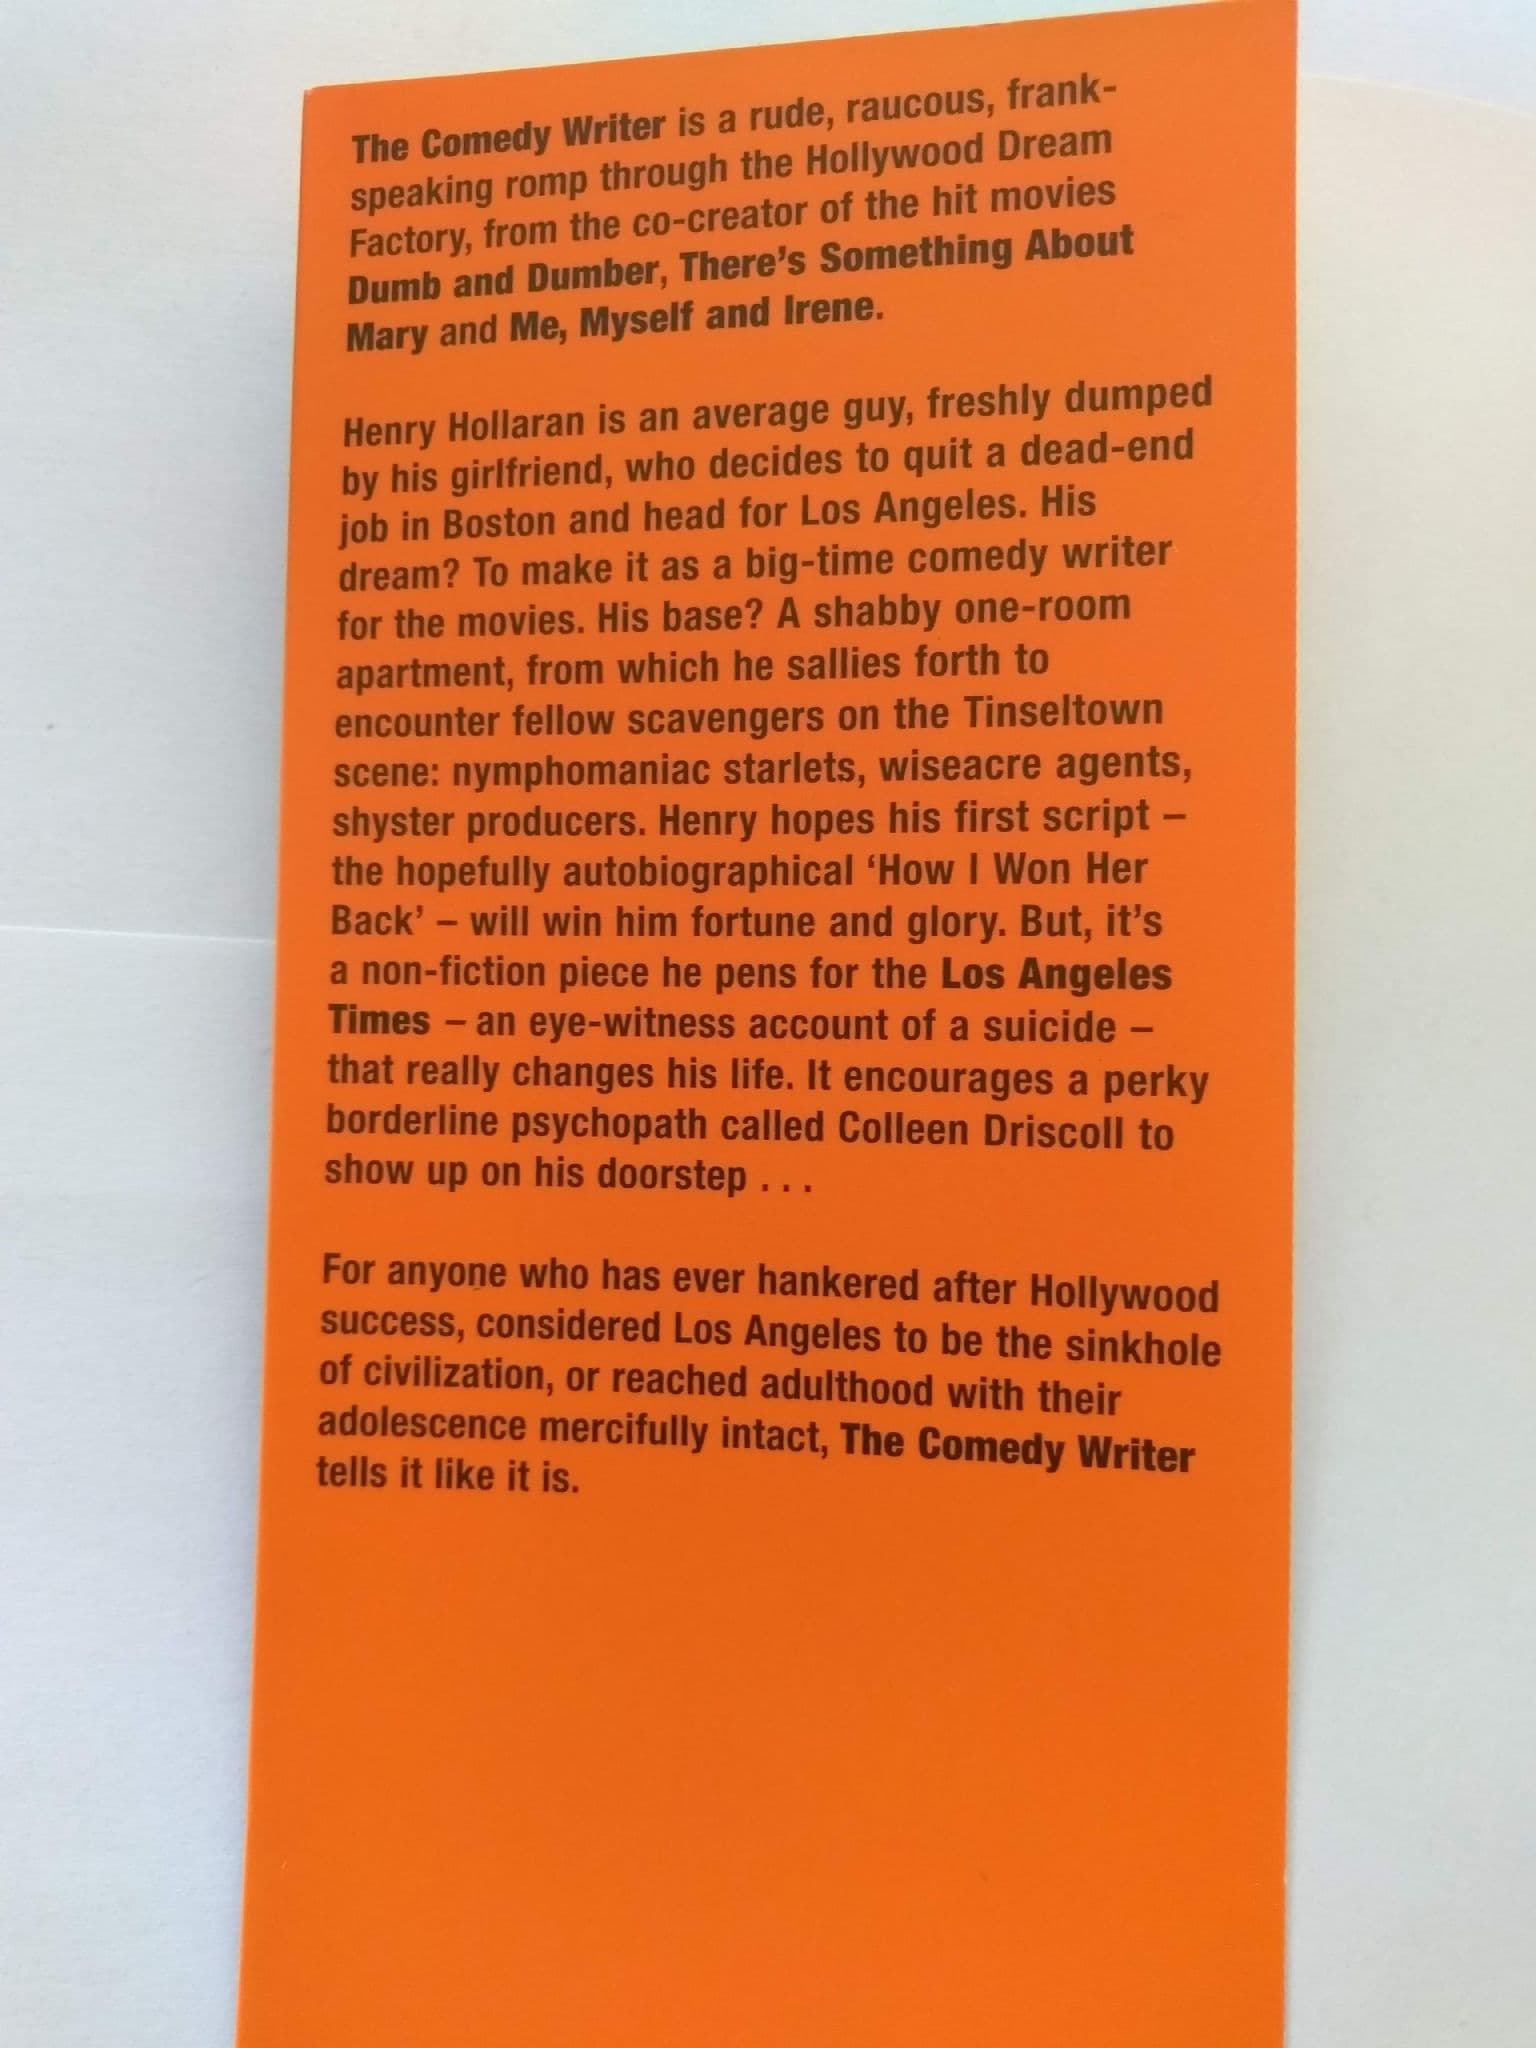 The Comedy Writer is a rude, raucous, frank-
speaking romp through the Hollywood Dream
Factory, from the co-creator of the hit movies
Dumb and Dumber, There's Something About
Mary and Me, Myself and Irene.
Henry Hollaran is an average guy, freshly dumped
by his girlfriend, who decides to quit a dead-end
job in Boston and head for Los Angeles. His
dream? To make it as a big-time comedy writer
for the movies. His base? A shabby one-room
apartment, from which he sallies forth to
encounter fellow scavengers on the Tinseltown
scene: nymphomaniac starlets, wiseacre agents,
shyster producers. Henry hopes his first script –
the hopefully autobiographical ‘How I Won Her
Back’ – will win him fortune and glory. But, it’s
a non-fiction piece he pens for the Los Angeles
Times – an eye-witness account of a suicide –
that really changes his life. It encourages a perky
borderline psychopath called Colleen Driscoll to
show up on his doorstep . . .
For anyone who has ever hankered after Hollywood
success, considered Los Angeles to be the sinkhole
of civilization, or reached adulthood with their
adolescence mercifully intact, The Comedy Writer
tells it like it is.